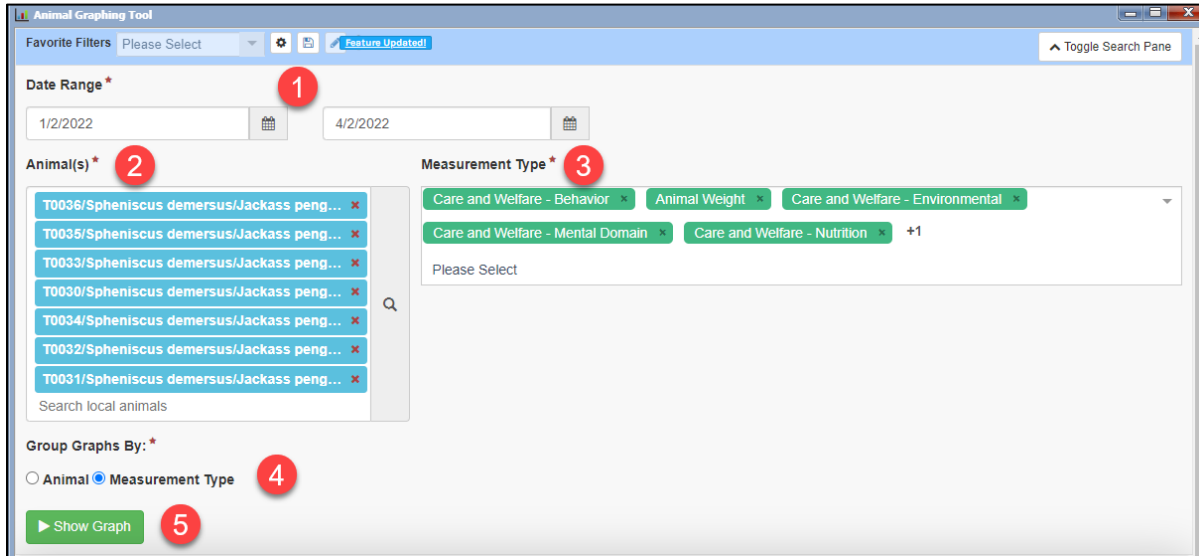 Animal Graphing Tool
Favorite Filters Please Select Feature Updated! Toggle Search Pane
Date Range *
1
1/2/2022 4/2/2022
Animal(s) * 2 Measurement Type * 3
T0036/Spheniscus demersus/Jackass peng... ×
T0035/Spheniscus demersus/Jackass peng... ×
T0033/Spheniscus demersus/Jackass peng... ×
T0030/Spheniscus demersus/Jackass peng... ×
T0034/Spheniscus demersus/Jackass peng... ×
T0032/Spheniscus demersus/Jackass peng... ×
T0031/Spheniscus demersus/Jackass peng... ×
Search local animals
Care and Welfare - Behavior × Animal Weight × Care and Welfare - Environmental ×
Care and Welfare - Mental Domain × Care and Welfare - Nutrition × +1
Please Select
Group Graphs By: *
Animal Measurement Type 4
Show Graph 5